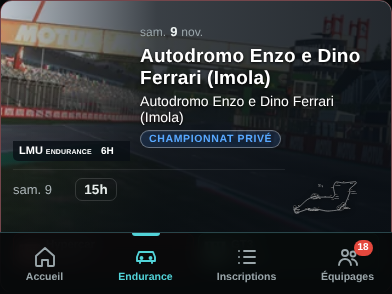 sam. 9 nov.
Autodromo Enzo e Dino
Ferrari (Imola)
Autodromo Enzo e Dino Ferrari
(Imola)
CHAMPIONNAT PRIVÉ
MOTUL
LMU ENDURANCE 6H
sam. 9 15h
18
Accueil Endurance Inscriptions Équipages